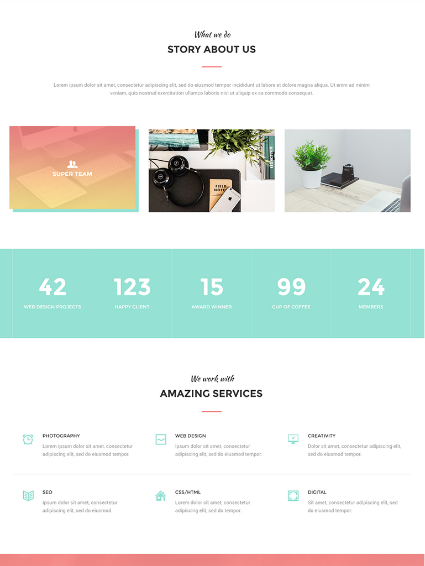 What we do
STORY ABOUT US
Lorem ipsum dolor sit amet, consectetur adipiscing elit, sed do eiusmod tempor incididunt ut labore et dolore magna aliqua. Ut enim ad minim
veniam, quis nostrud exercitation ullamco laboris nisi ut aliquip ex ea commodo consequat.
SUPER TEAM
42
123
15
99
24
WEB DESIGN PROJECTS
HAPPY CLIENT
AWARD WINNER
CUP OF COFFEE
MEMBERS
We work with
AMAZING SERVICES
PHOTOGRAPHY
Lorem ipsum dolor sit amet, consectetur
adipiscing elit, sed do eiusmod tempor.
WEB DESIGN
Lorem ipsum dolor sit amet, consectetur
adipiscing elit, sed do eiusmod tempor.
CREATIVITY
Dolor sit amet, consectetur adipiscing elit,
sed do eiusmod tempor.
SEO
Lorem ipsum dolor sit amet, consectetur
adipiscing elit, sed do eiusmod.
CSS/HTML
Lorem ipsum dolor sit amet, consectetur
adipiscing elit, sed do tempor.
DIGITAL
Sit amet, consectetur adipiscing elit, sed do
eiusmod tempor.